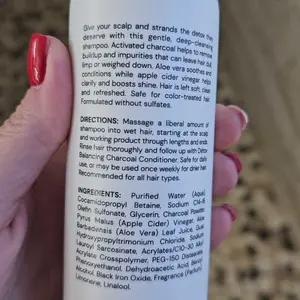 Give your scalp and strands the detox they
deserve with this gentle, deep-cleansing
shampoo. Activated charcoal helps to remove
buildup and impurities that can leave hair
limp or weighed down. Aloe vera soothes and
conditions while apple cider vinegar helps
clarify and boosts shine. Hair is left soft, clean
and refreshed. Safe for color-treated hair.
Formulated without sulfates.
DIRECTIONS: Massage a liberal amount of
shampoo into wet hair, starting at the scalp
and working product through lengths and ends.
Rinse hair thoroughly and follow up with Detox
Balancing Charcoal Conditioner. Safe for daily
use, or may be used once weekly for drier hair.
Recommended for all hair types.
INGREDIENTS: Purified Water (Aqua),
Cocamidopropyl Betaine, Sodium C14-16
Olefin Sulfonate, Glycerin, Charcoal Powder,
Pyrus Malus (Apple Cider) Vinegar, Aloe
Barbadensis (Aloe Vera) Leaf Juice, Guar
Hydroxypropyltrimonium Chloride, Sodium
Lauroyl Sarcosinate, Acrylates/C10-30 Alkyl
Acrylate Crosspolymer, PEG-150 Distearate,
Phenoxyethanol, Dehydroacetic Acid, Benzyl
Alcohol, Black Iron Oxide, Fragrance (Parfum),
Limonene, Linalool.